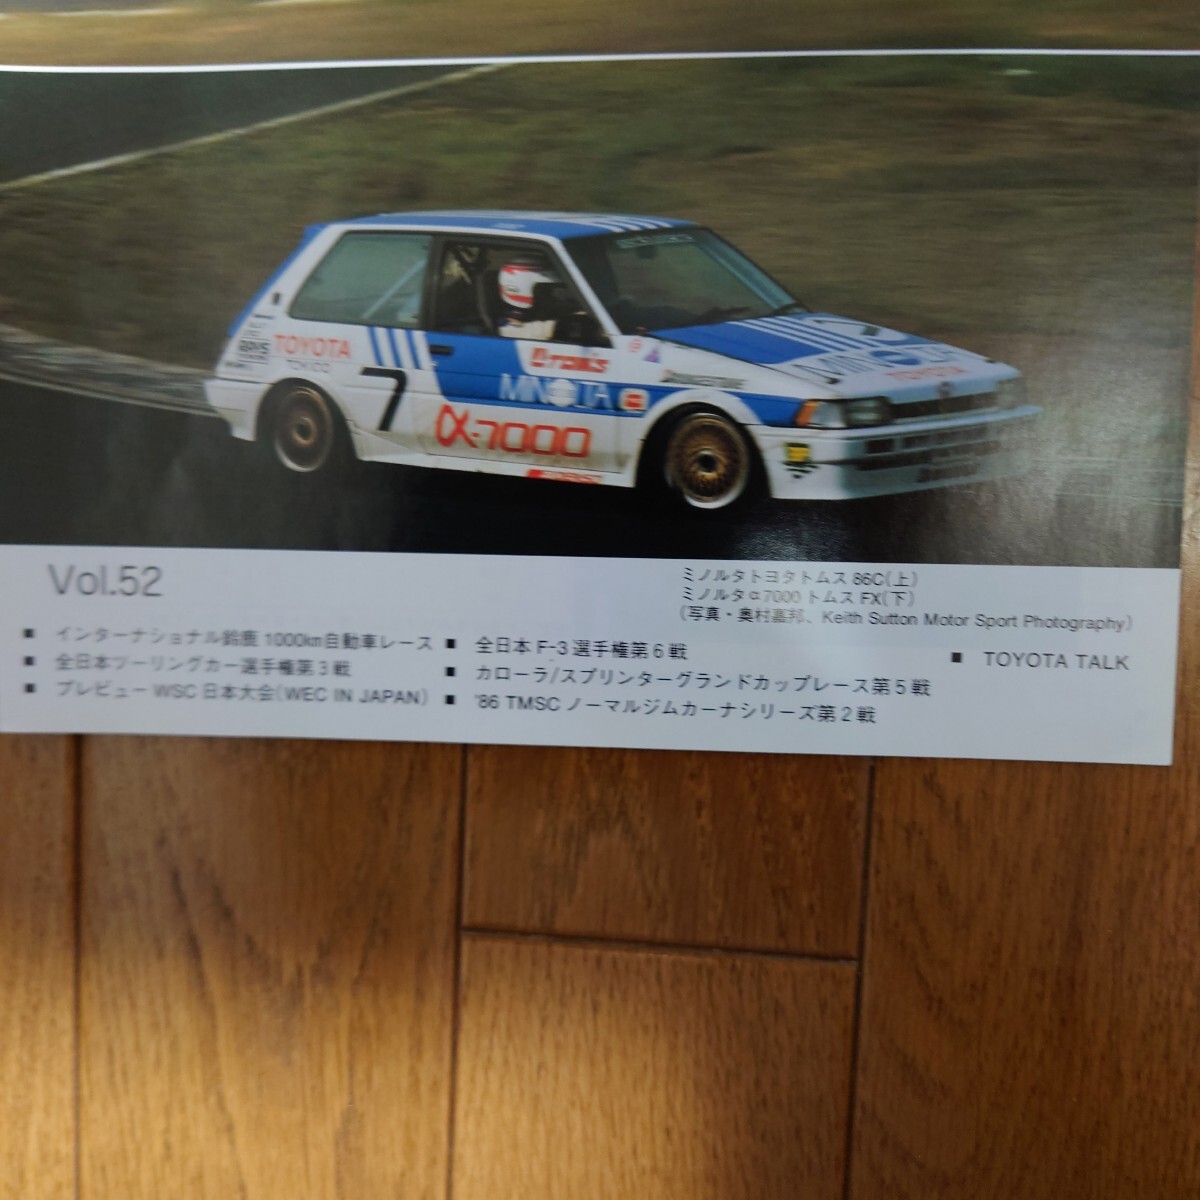 TOYOTA
TOKICO
RAYS
7
MINOLTA
α-7000
MINOLTA
TOYOTA
Vol.52
ミノルタトヨタトムス 86C(上)
ミノルタα7000 トムス FX(下)
(写真・奥村嘉邦、Keith Sutton Motor Sport Photography)
■ インターナショナル鈴鹿 1000km自動車レース
■ 全日本ツーリングカー選手権第3戦
■ プレビュー WSC 日本大会(WEC IN JAPAN)
■ 全日本 F-3 選手権第6戦
■ カローラ/スプリンターグランドカップレース第5戦
■ '86 TMSC ノーマルジムカーナシリーズ第2戦
■ TOYOTA TALK